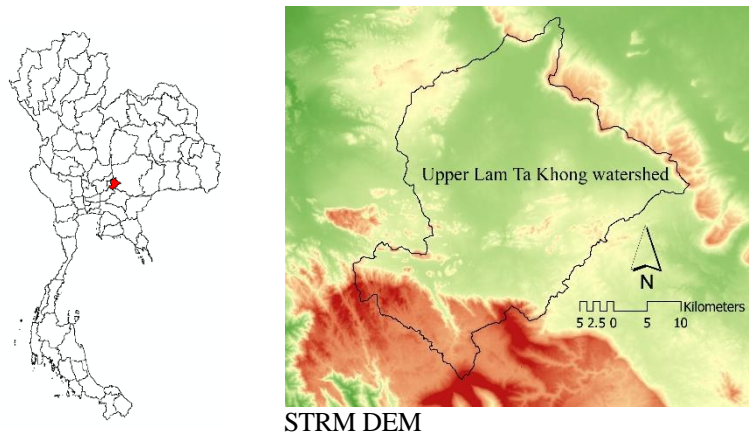 Upper Lam Ta Khong watershed
N
Kilometers
5 2.5 0 5 10
STRM DEM